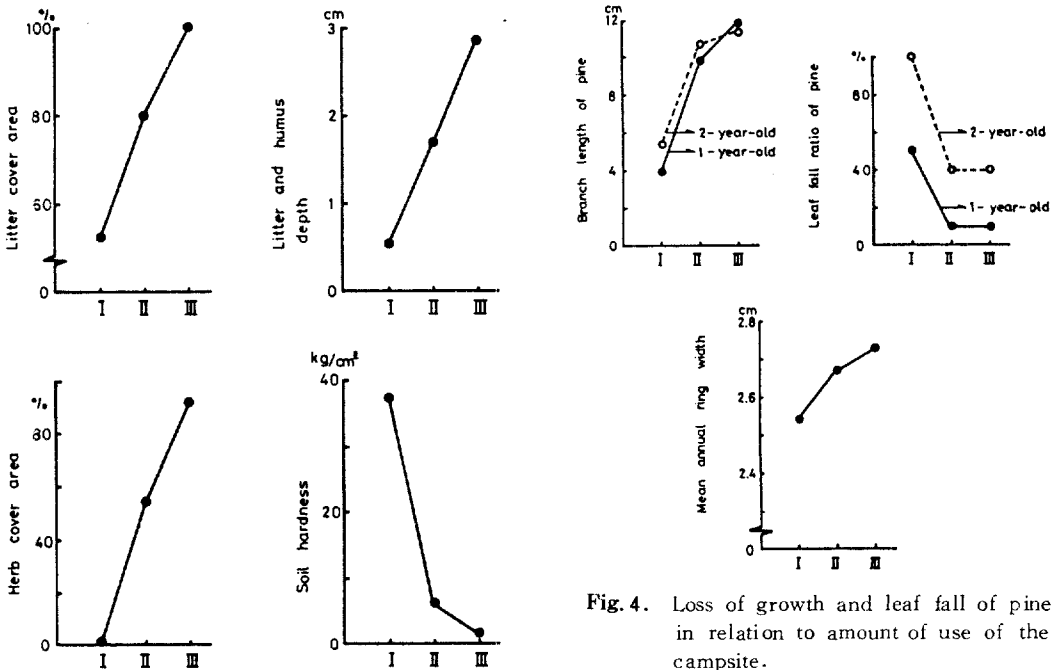 %
100
80
60
0
Litter cover area
I II III
cm
3
2
1
0
Litter and humus
depth
I II III
cm
12
8
4
0
Branch length of pine
2-year-old
1-year-old
I II III
%
80
40
0
Leaf fall ratio of pine
2-year-old
1-year-old
I II III
%
80
40
0
Herb cover area
I II III
kg/cm²
40
20
0
Soil hardness
I II III
cm
2.8
2.6
2.4
0
Mean annual ring width
I II III
Fig. 4. Loss of growth and leaf fall of pine
in relation to amount of use of the
campsite.